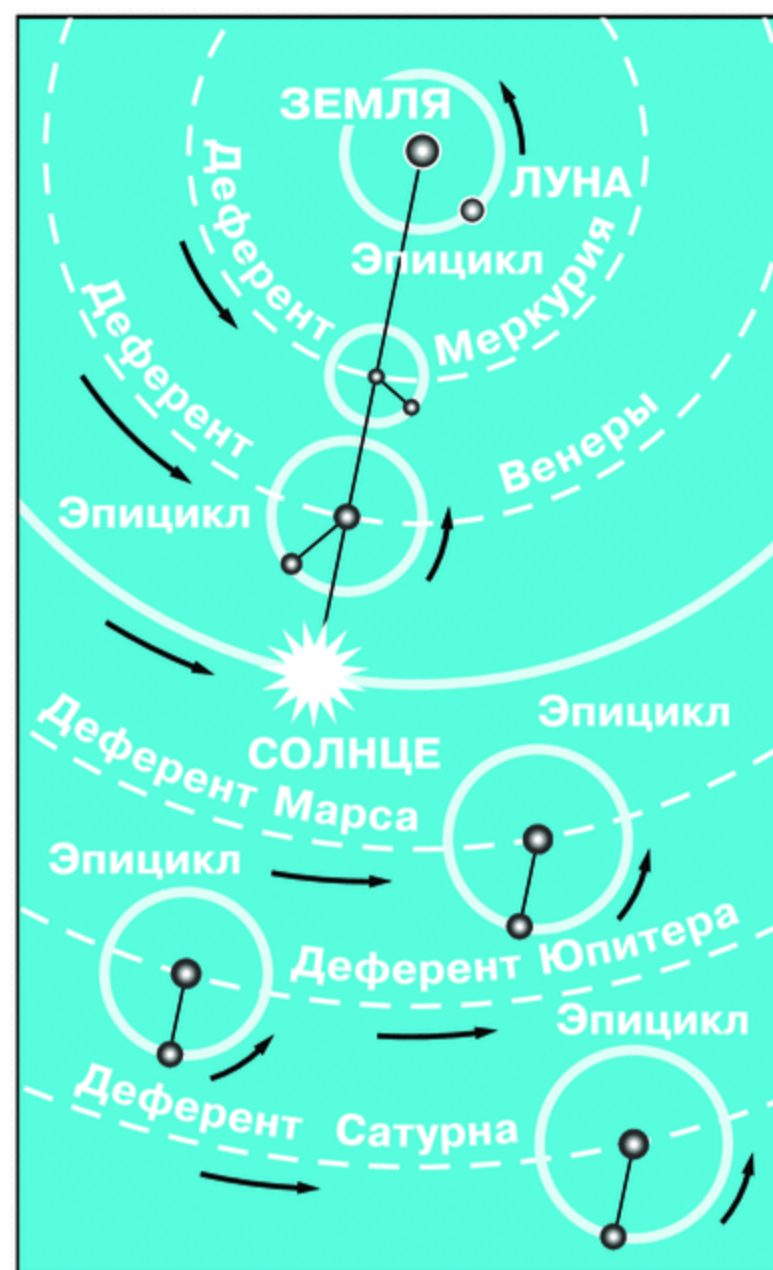 ЗЕМЛЯ
ЛУНА
Эпицикл
Деферент Меркурия
Деферент Венеры
Эпицикл
СОЛНЦЕ
Эпицикл
Деферент Марса
Эпицикл
Деферент Юпитера
Эпицикл
Деферент Сатурна